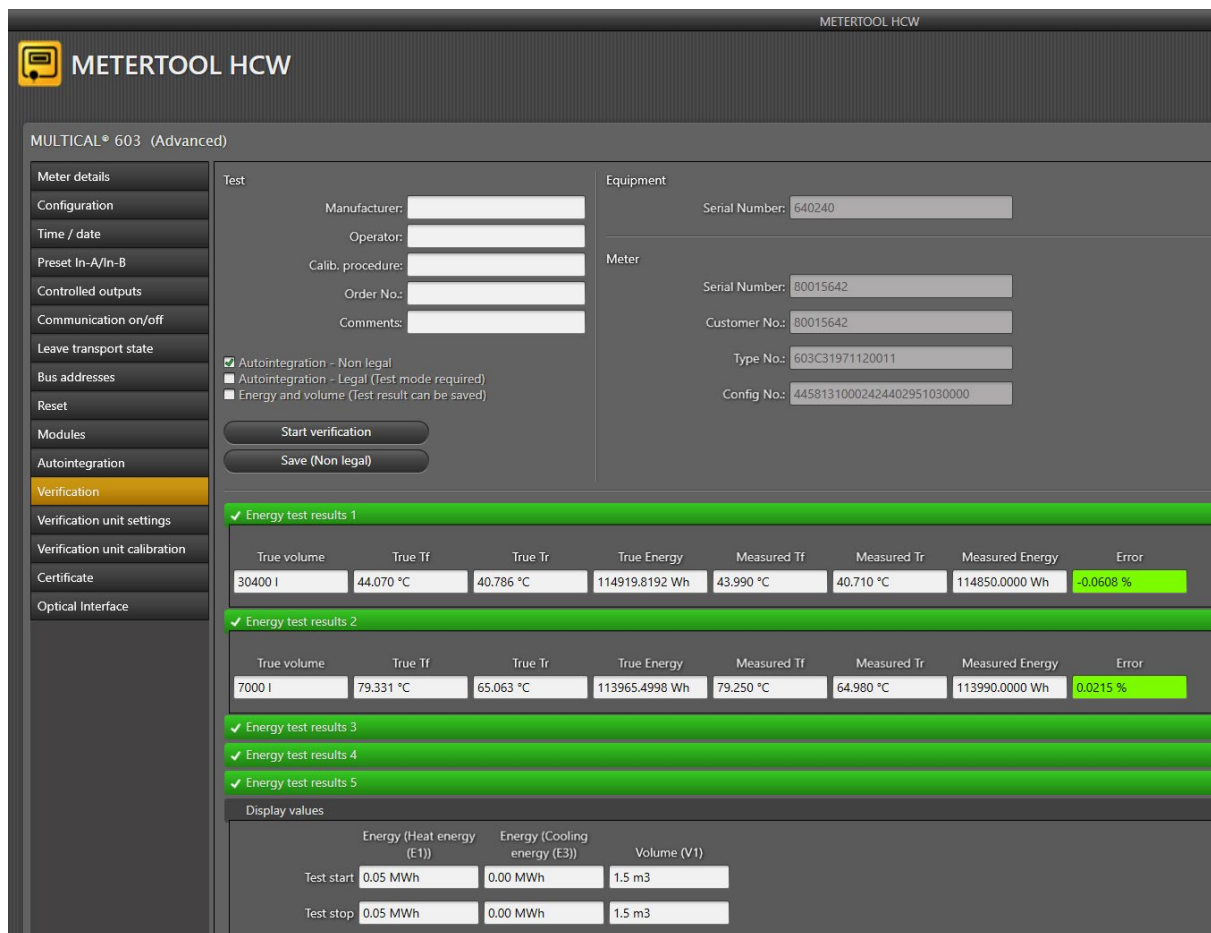 METERTOOL HCW
METERTOOL HCW
MULTICAL® 603 (Advanced)
Meter details
Configuration
Time / date
Preset In-A/In-B
Controlled outputs
Communication on/off
Leave transport state
Bus addresses
Reset
Modules
Autointegration
Verification
Verification unit settings
Verification unit calibration
Certificate
Optical Interface
Test
Manufacturer:
Operator:
Calib. procedure:
Order No.:
Comments:
Autointegration - Non legal
Autointegration - Legal (Test mode required)
Energy and volume (Test result can be saved)
Start verification
Save (Non legal)
Equipment
Serial Number: 640240
Meter
Serial Number: 80015642
Customer No.: 80015642
Type No.: 603C31971120011
Config No.: 44581310002424402951030000
Energy test results 1
True volume True Tf True Tr True Energy Measured Tf Measured Tr Measured Energy Error
30400 l 44.070 °C 40.786 °C 114919.8192 Wh 43.990 °C 40.710 °C 114850.0000 Wh -0.0608 %
Energy test results 2
True volume True Tf True Tr True Energy Measured Tf Measured Tr Measured Energy Error
7000 l 79.331 °C 65.063 °C 113965.4998 Wh 79.250 °C 64.980 °C 113990.0000 Wh 0.0215 %
Energy test results 3
Energy test results 4
Energy test results 5
Display values
Energy (Heat energy (E1)) Energy (Cooling energy (E3)) Volume (V1)
Test start 0.05 MWh 0.00 MWh 1.5 m3
Test stop 0.05 MWh 0.00 MWh 1.5 m3